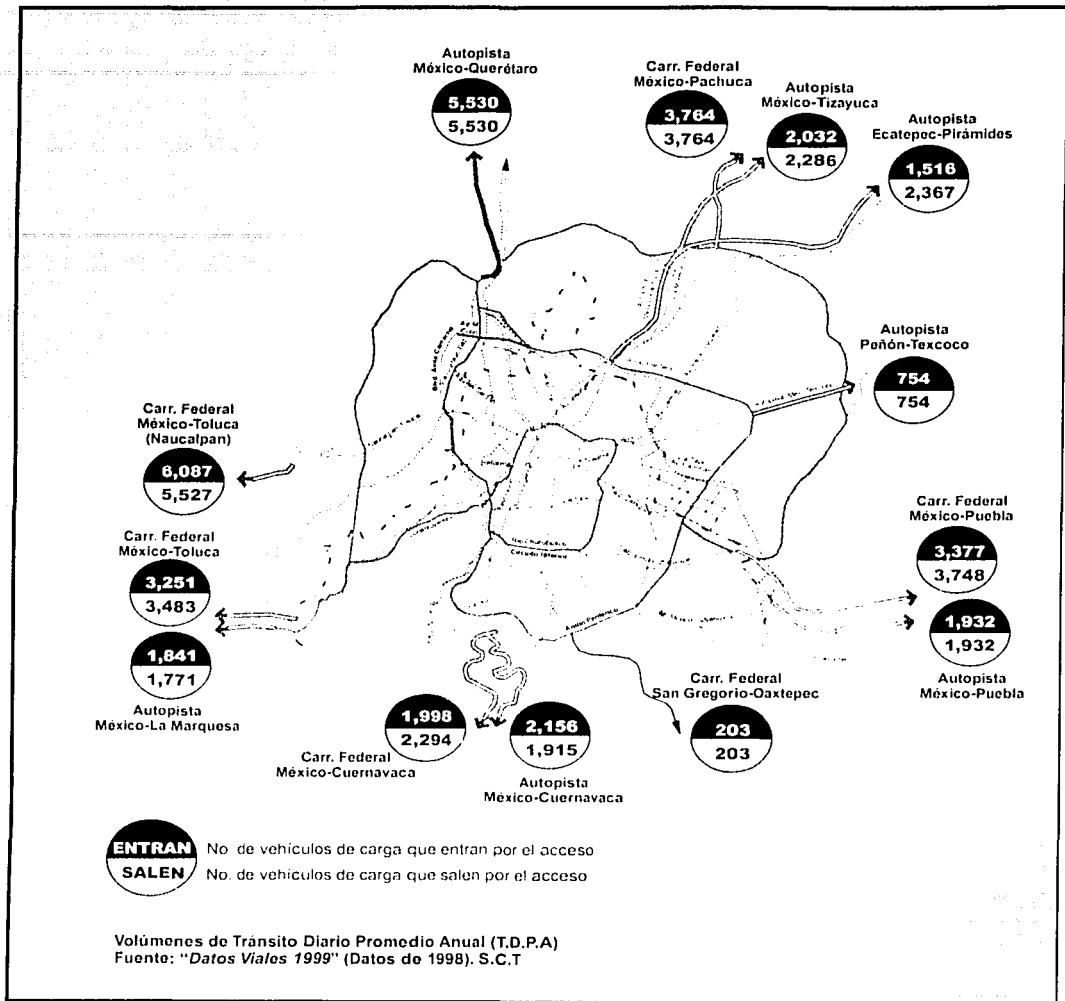 Autopista
México-Querétaro
5,530
5,530
Carr. Federal
México-Pachuca
3,764
3,764
Autopista
México-Tizayuca
2,032
2,286
Autopista
Ecatepec-Pirámides
1,516
2,367
Autopista
Peñón-Texcoco
754
754
Carr. Federal
México-Toluca
(Naucalpan)
6,087
5,527
Carr. Federal
México-Toluca
3,251
3,483
1,841
1,771
Autopista
México-La Marquesa
Carr. Federal
México-Puebla
3,377
3,748
1,932
1,932
Autopista
México-Puebla
Carr. Federal
San Gregorio-Oaxtepec
203
203
1,998
2,294
Carr. Federal
México-Cuernavaca
2,156
1,915
Autopista
México-Cuernavaca
Circuito Interior
Anillo Periférico
ENTRAN
No. de vehículos de carga que entran por el acceso
SALEN
No. de vehículos de carga que salen por el acceso
Volúmenes de Tránsito Diario Promedio Anual (T.D.P.A)
Fuente: "Datos Viales 1999" (Datos de 1998). S.C.T